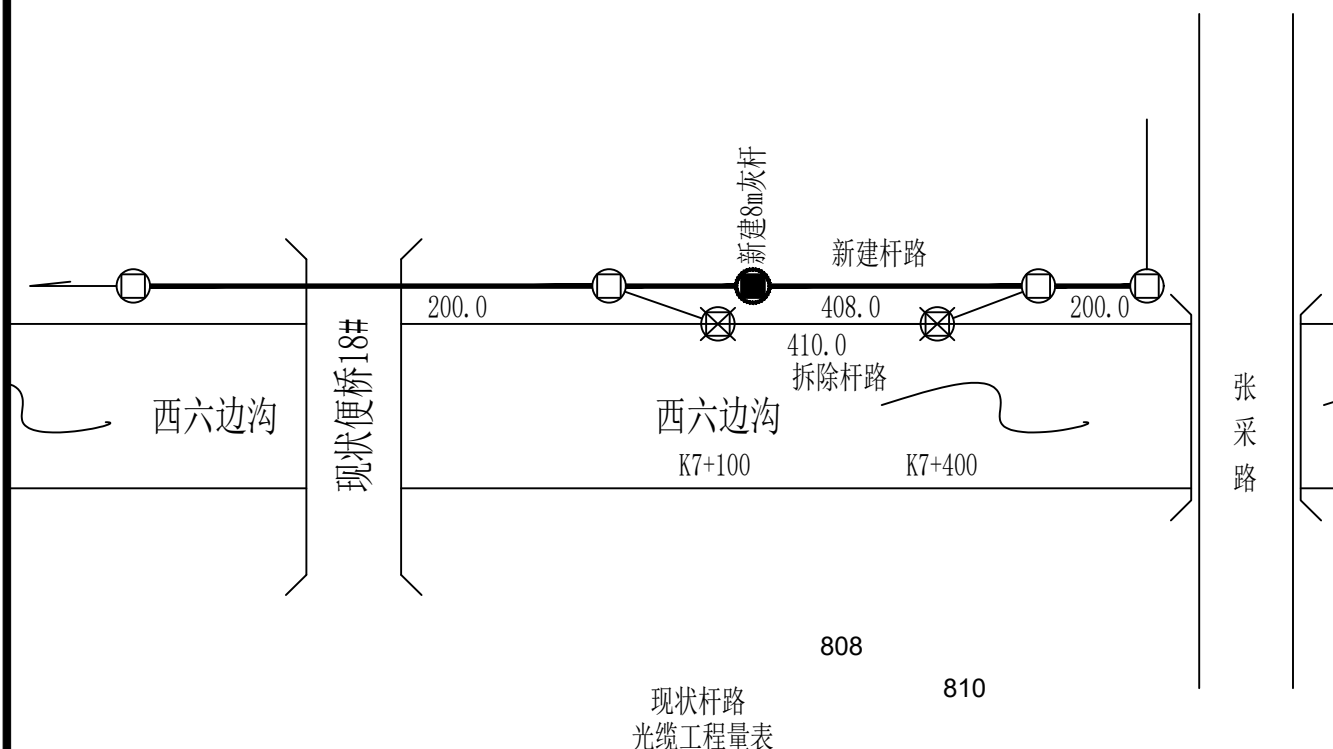 新建8m灰杆
新建杆路
200.0
408.0
200.0
410.0
拆除杆路
现状便桥18#
西六边沟
西六边沟
张采路
K7+100
K7+400
808
810
现状杆路
光缆工程量表